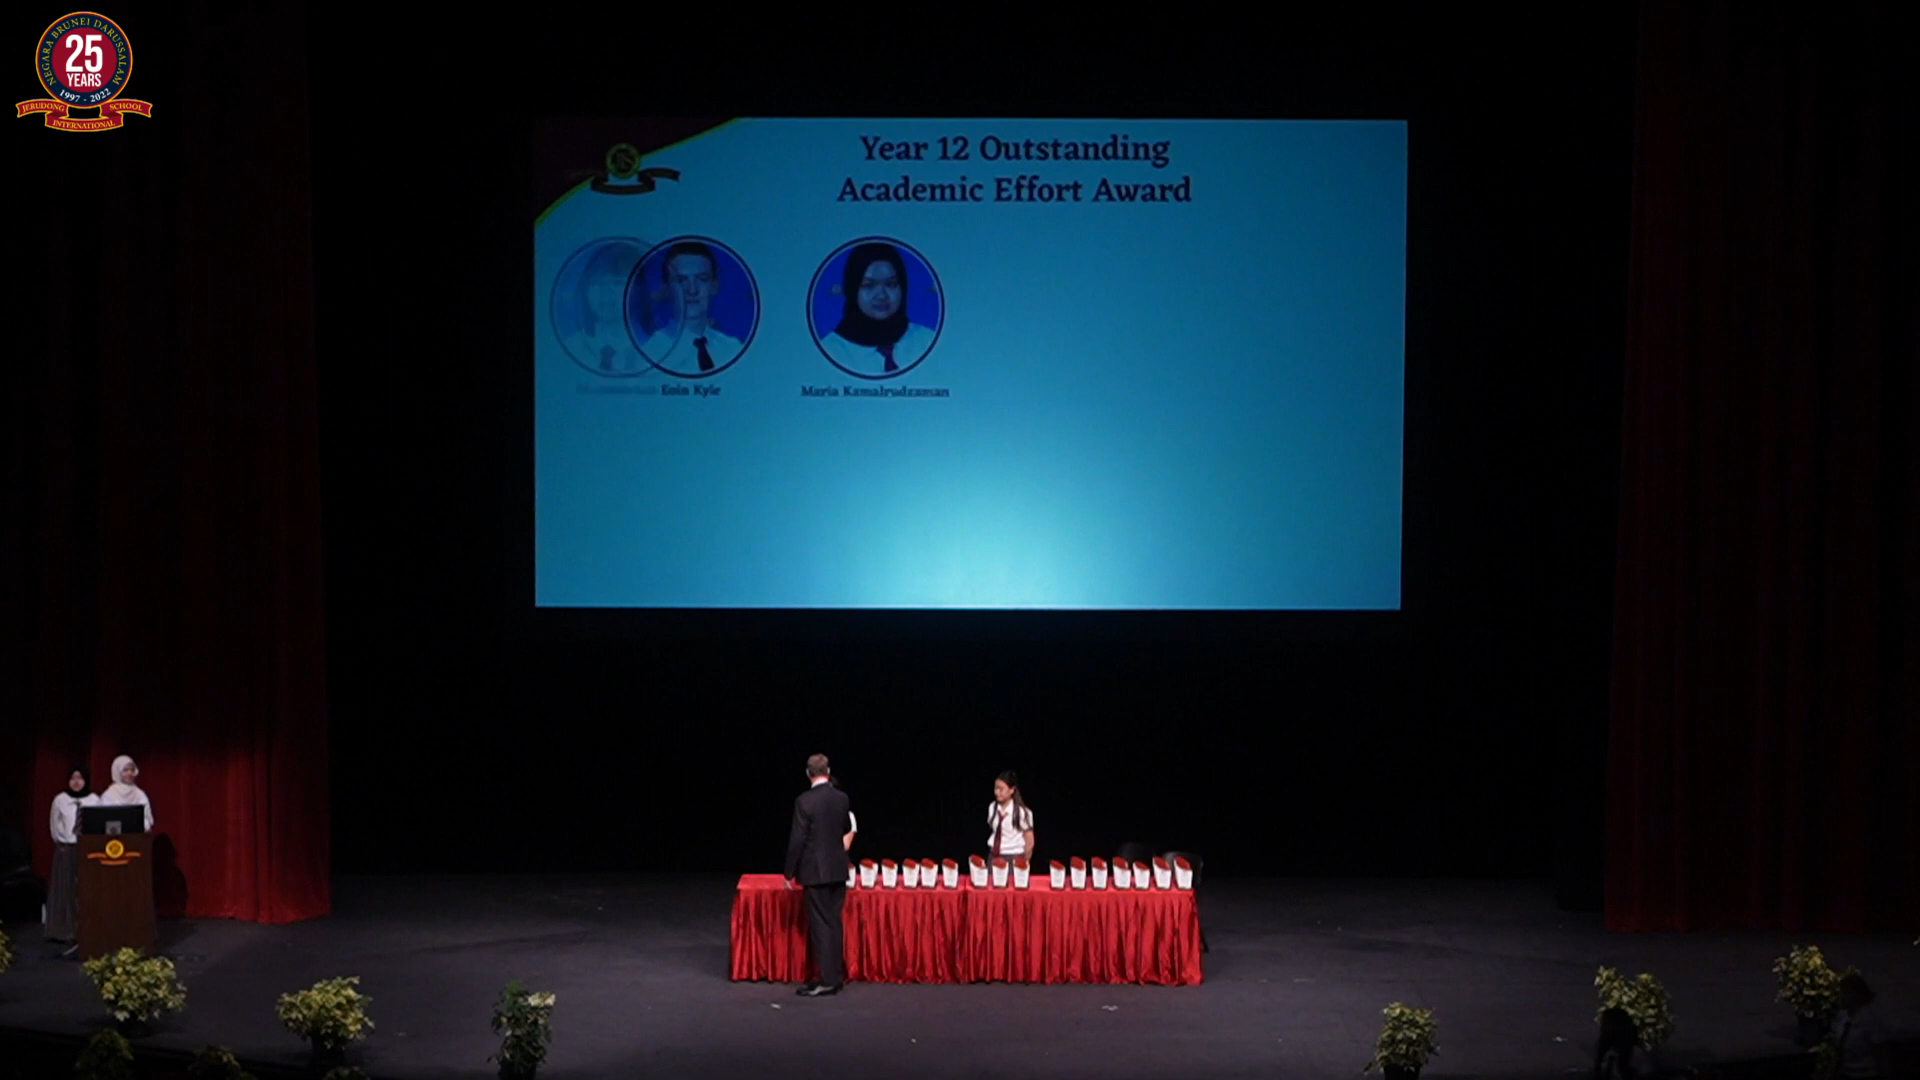 NEGARA BRUNEI DARUSSALAM
25
YEARS
1997 - 2022
JERUDONG
SCHOOL
INTERNATIONAL
Year 12 Outstanding
Academic Effort Award
Eoin Kyle
Maria Kamalrudzaman